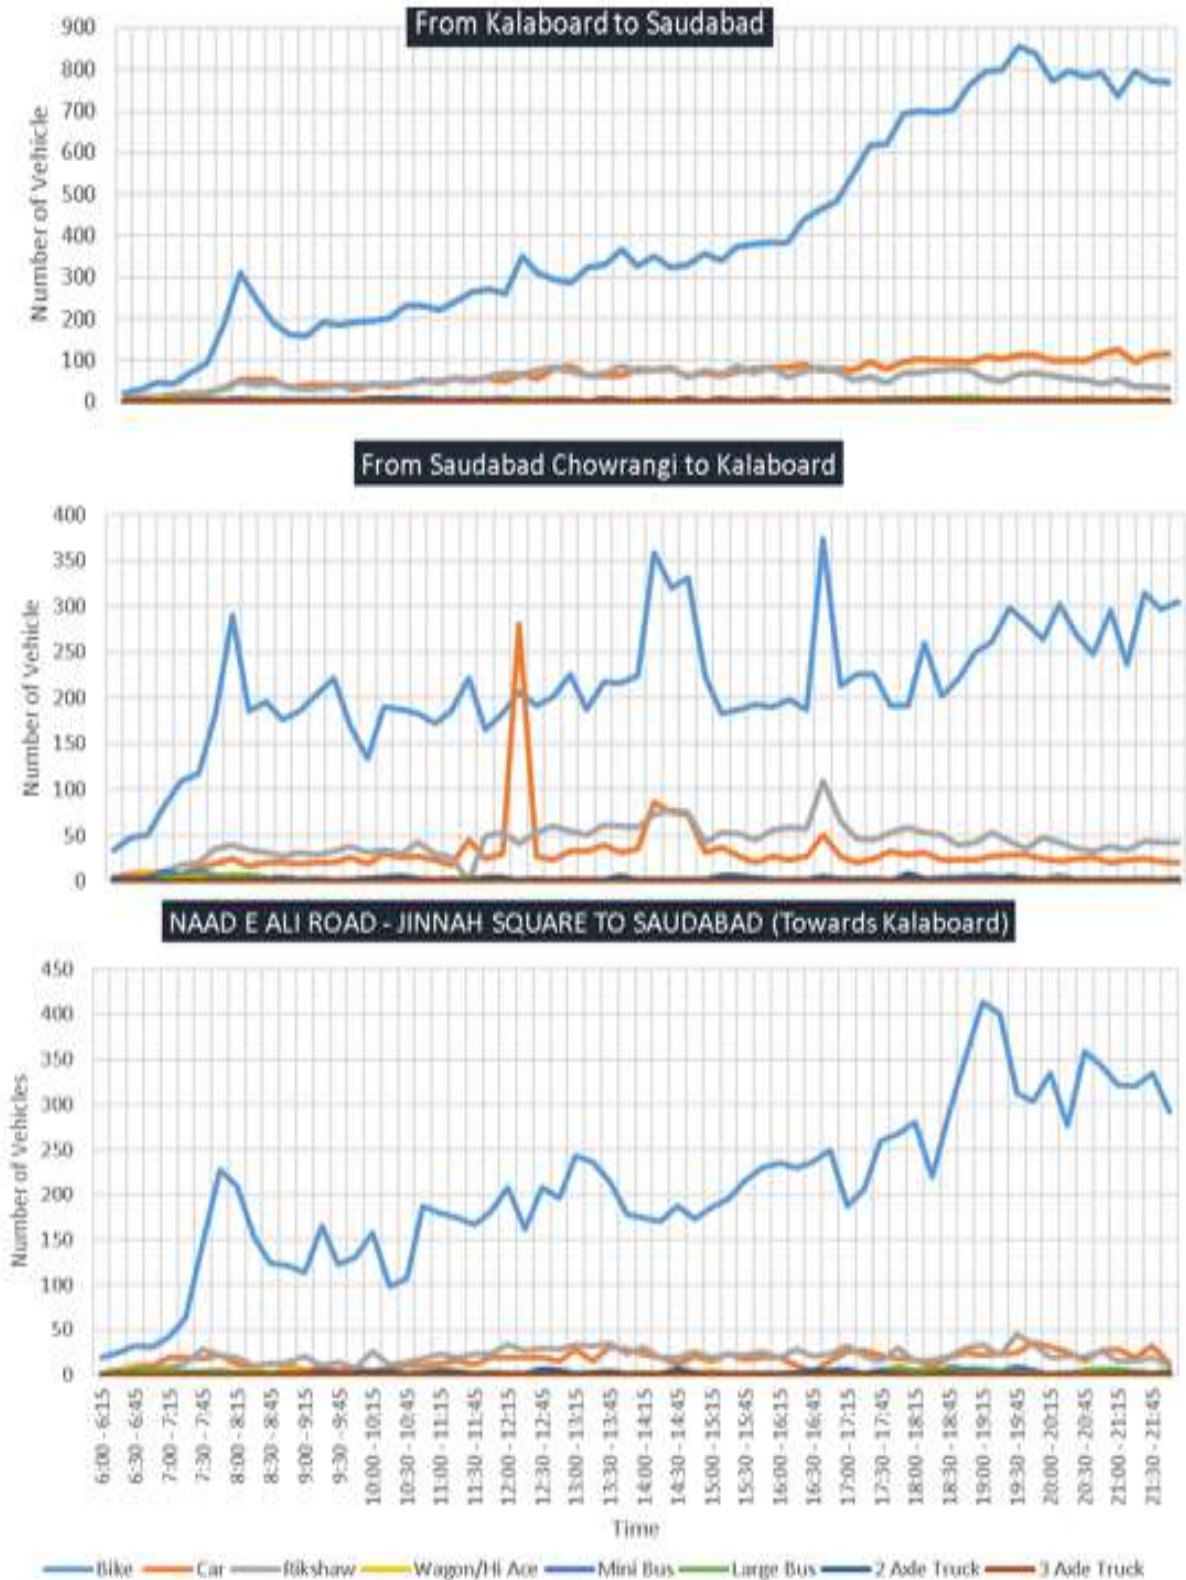 From Kalaboard to Saudabad
900
800
700
600
500
400
300
200
100
0
Number of Vehicle
From Saudabad Chowrangi to Kalaboard
400
350
300
250
200
150
100
50
0
Number of Vehicle
NAAD E ALI ROAD - JINNAH SQUARE TO SAUDABAD (Towards Kalaboard)
450
400
350
300
250
200
150
100
50
0
Number of Vehicles
6:00 - 6:15
6:30 - 6:45
7:00 - 7:15
7:30 - 7:45
8:00 - 8:15
8:30 - 8:45
9:00 - 9:15
9:30 - 9:45
10:00 - 10:15
10:30 - 10:45
11:00 - 11:15
11:30 - 11:45
12:00 - 12:15
12:30 - 12:45
13:00 - 13:15
13:30 - 13:45
14:00 - 14:15
14:30 - 14:45
15:00 - 15:15
15:30 - 15:45
16:00 - 16:15
16:30 - 16:45
17:00 - 17:15
17:30 - 17:45
18:00 - 18:15
18:30 - 18:45
19:00 - 19:15
19:30 - 19:45
20:00 - 20:15
20:30 - 20:45
21:00 - 21:15
21:30 - 21:45
Time
Bike Car Rikshaw Wagon/Hi Ace Mini Bus Large Bus 2 Axle Truck 3 Axle Truck